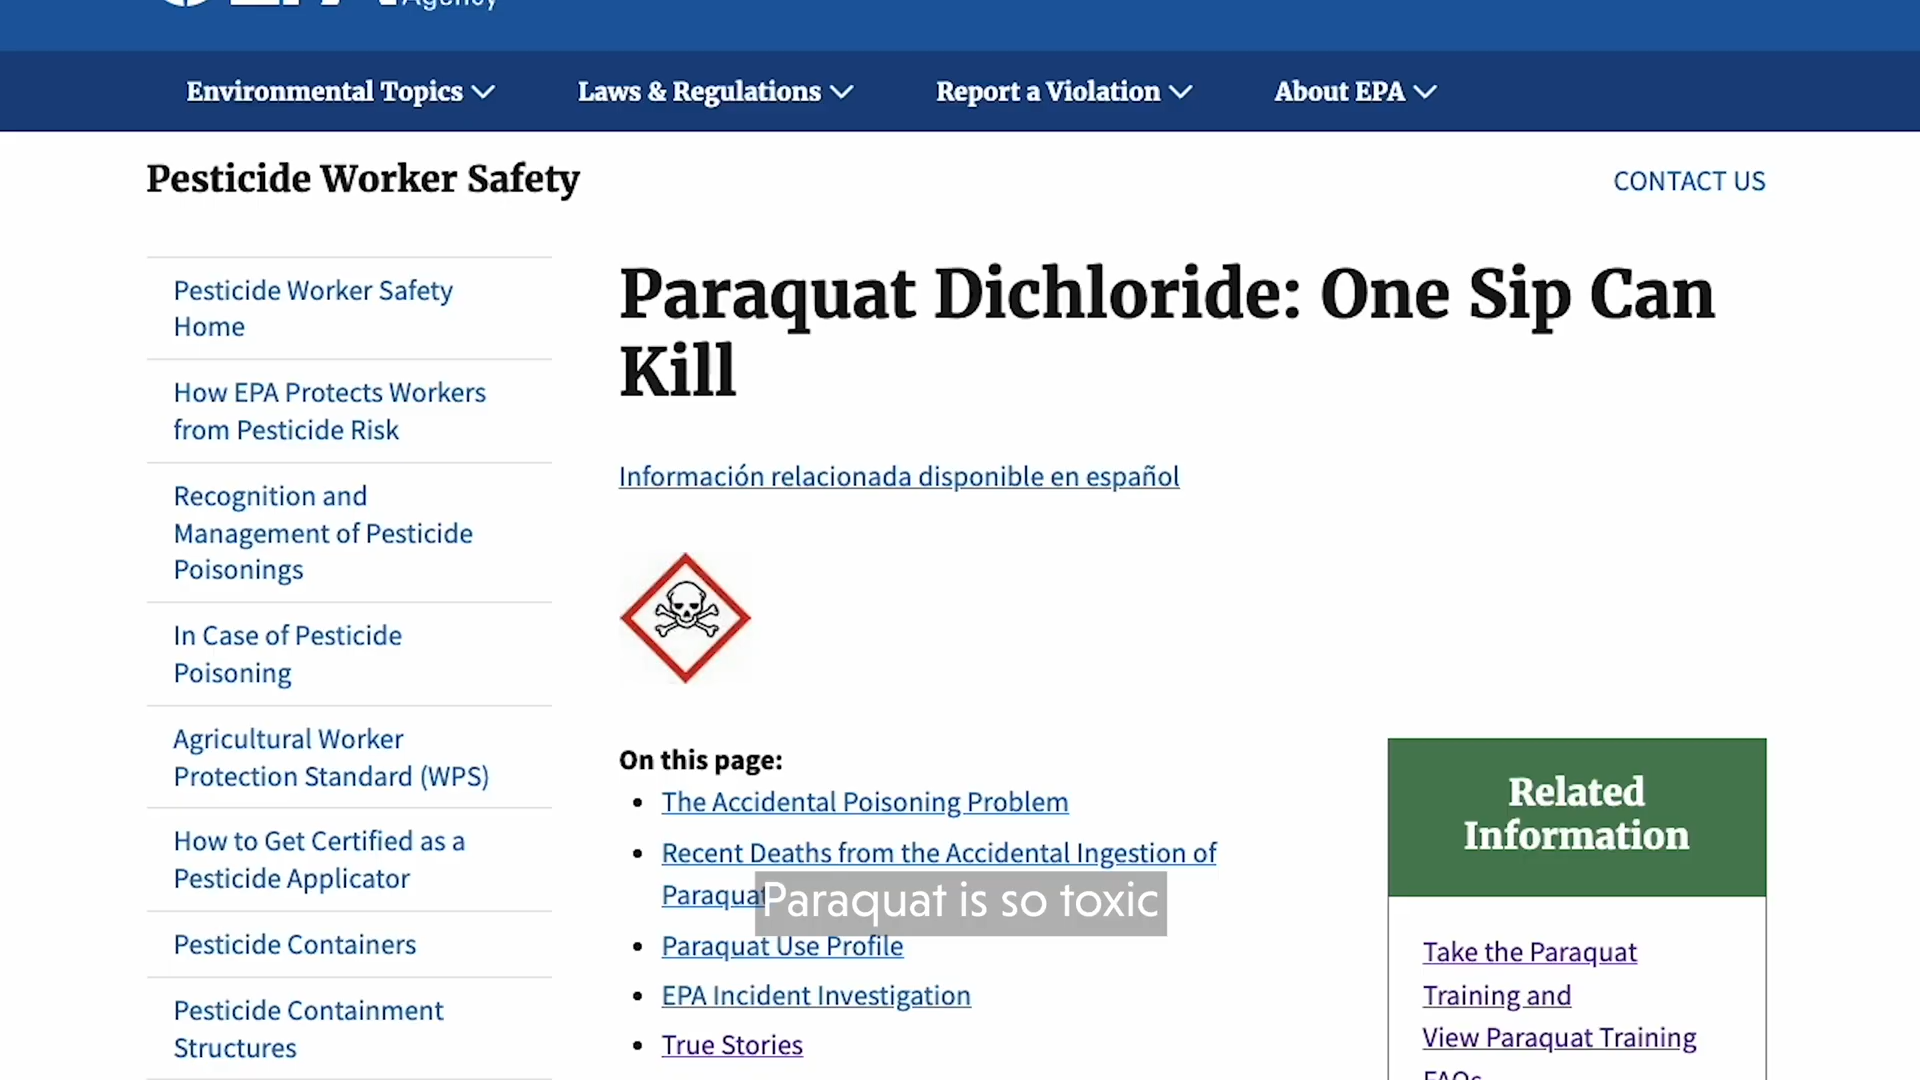 Agency
Environmental Topics
Laws & Regulations
Report a Violation
About EPA
Pesticide Worker Safety
CONTACT US
Pesticide Worker Safety
Home
How EPA Protects Workers
from Pesticide Risk
Recognition and
Management of Pesticide
Poisonings
In Case of Pesticide
Poisoning
Agricultural Worker
Protection Standard (WPS)
How to Get Certified as a
Pesticide Applicator
Pesticide Containers
Pesticide Containment
Structures
Paraquat Dichloride: One Sip Can
Kill
Información relacionada disponible en español
On this page:
The Accidental Poisoning Problem
Recent Deaths from the Accidental Ingestion of
Paraquat
Paraquat is so toxic
Paraquat Use Profile
EPA Incident Investigation
True Stories
Related
Information
Take the Paraquat
Training and
View Paraquat Training
FAQs